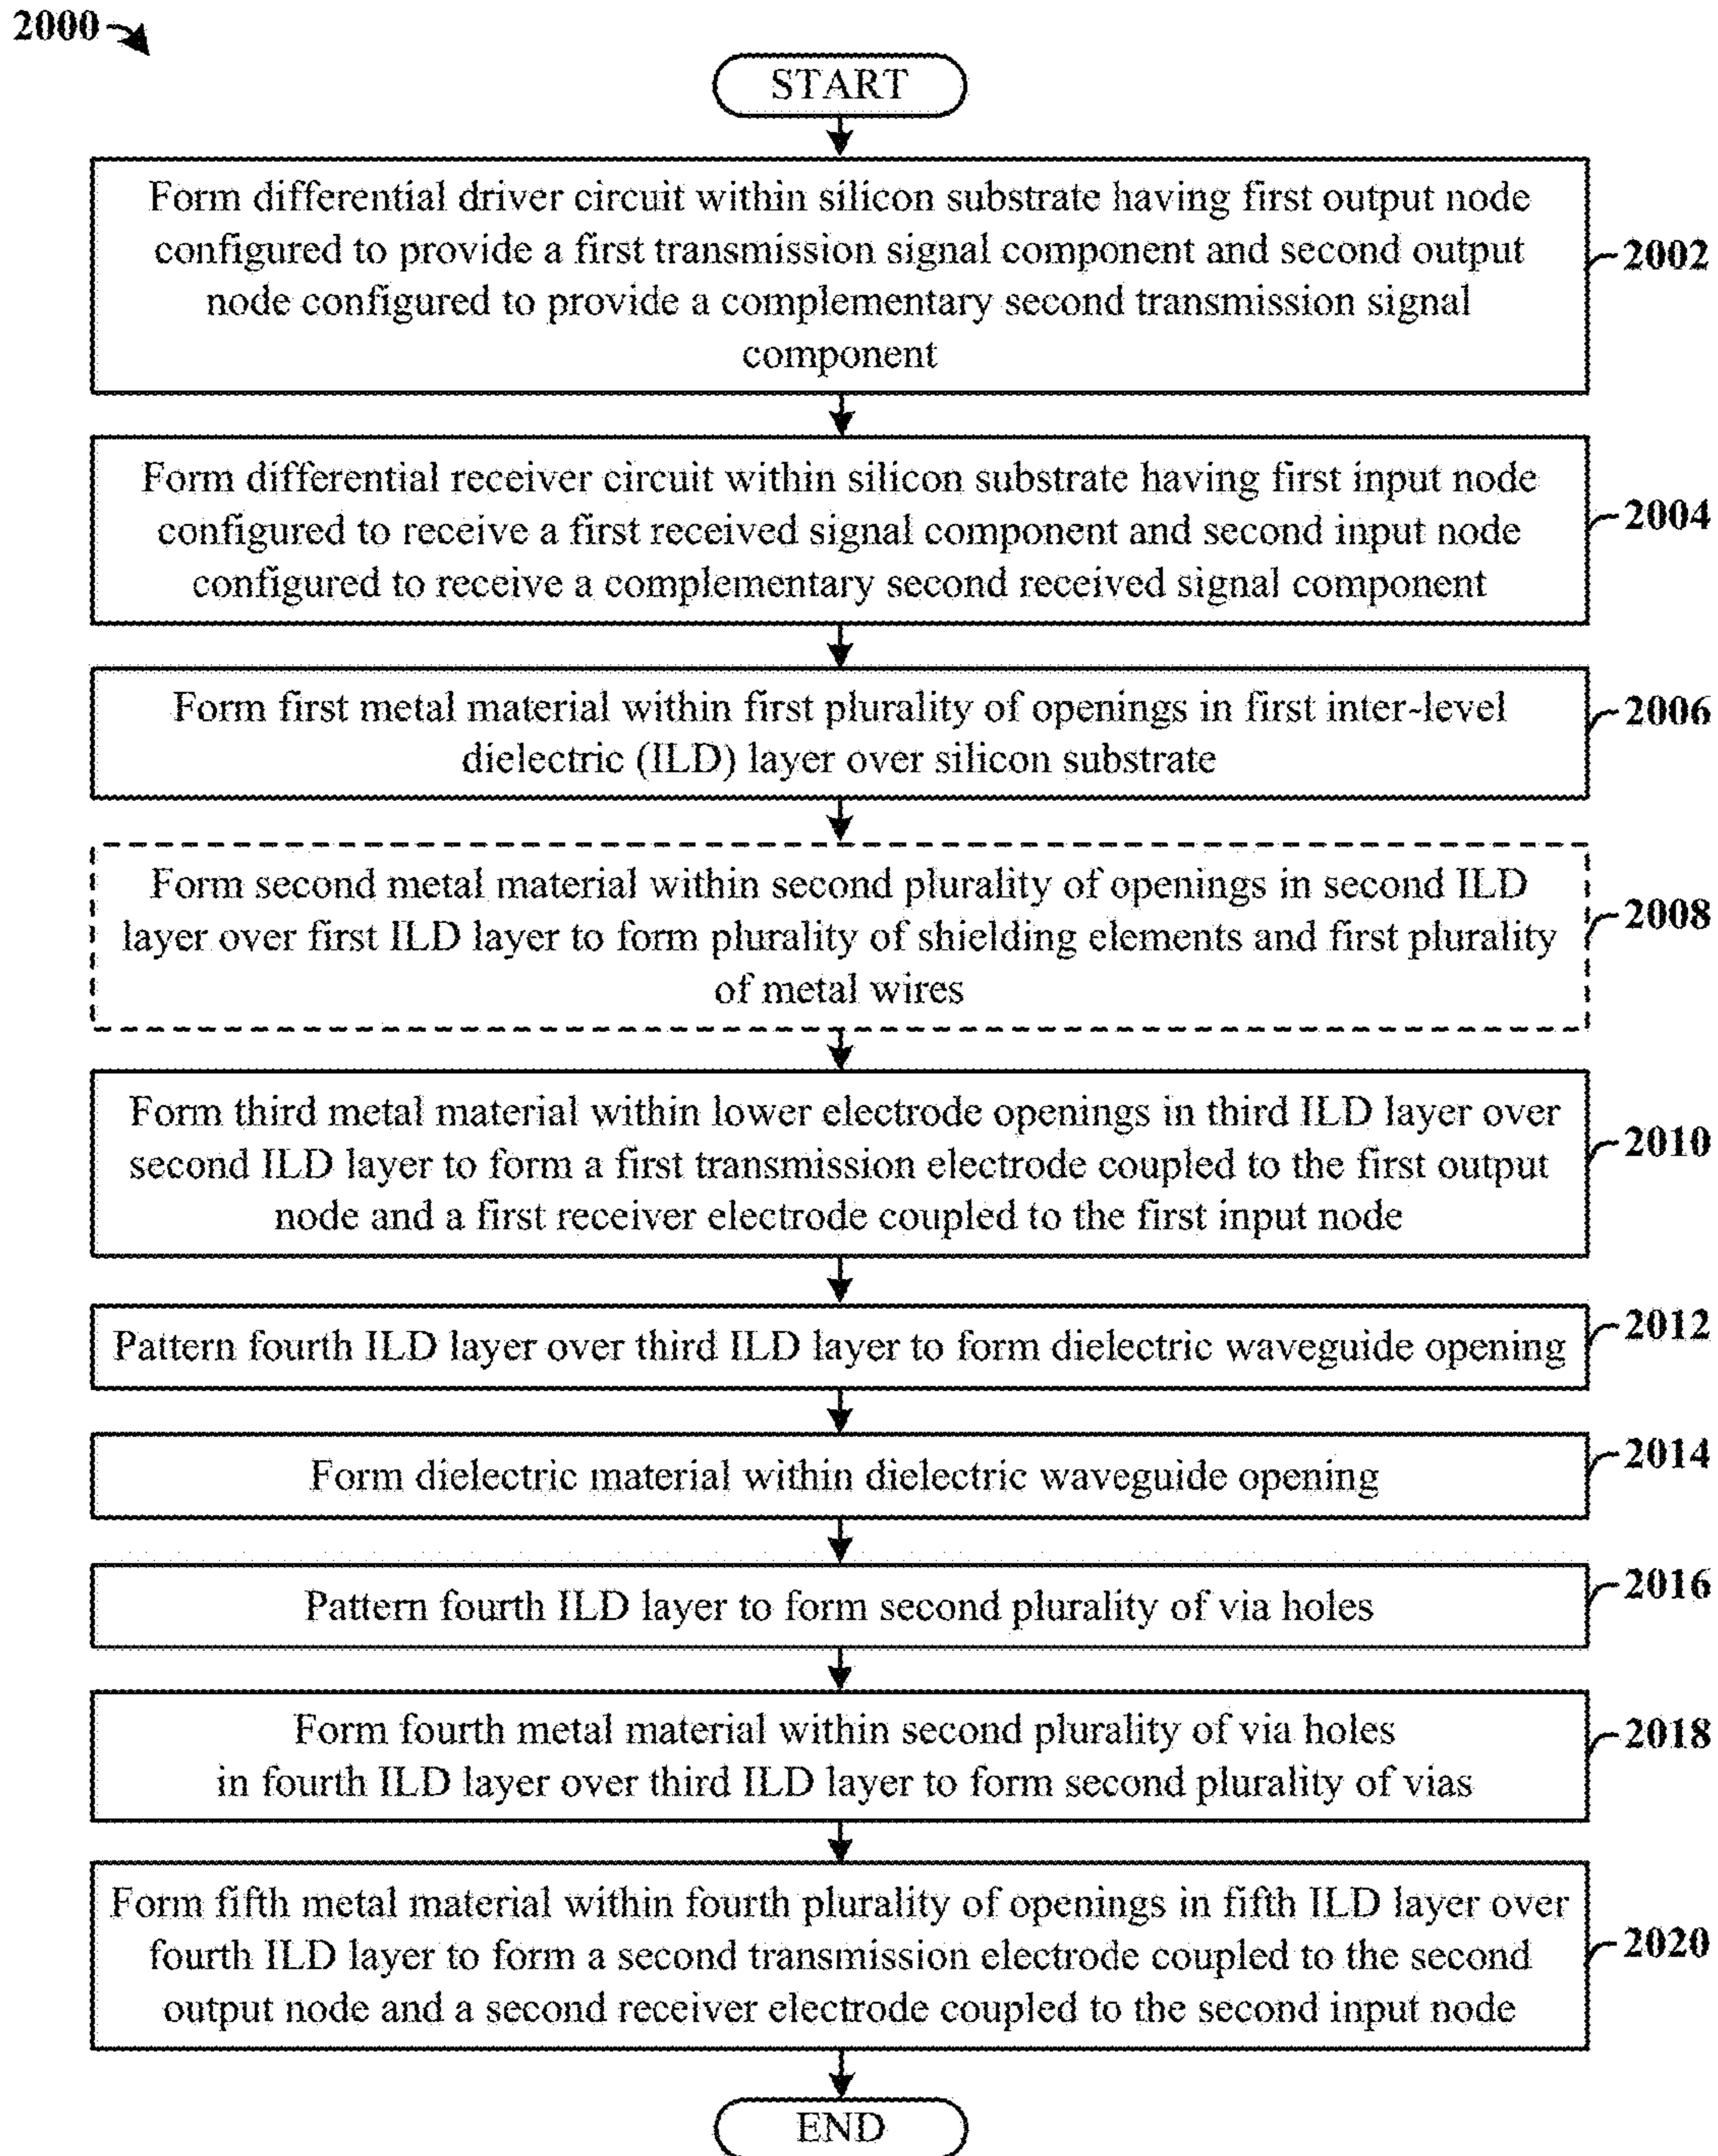 2000
START
Form differential driver circuit within silicon substrate having first output node
configured to provide a first transmission signal component and second output
node configured to provide a complementary second transmission signal
component
2002
Form differential receiver circuit within silicon substrate having first input node
configured to receive a first received signal component and second input node
configured to receive a complementary second received signal component
2004
Form first metal material within first plurality of openings in first inter-level
dielectric (ILD) layer over silicon substrate
2006
Form second metal material within second plurality of openings in second ILD
layer over first ILD layer to form plurality of shielding elements and first plurality
of metal wires
2008
Form third metal material within lower electrode openings in third ILD layer over
second ILD layer to form a first transmission electrode coupled to the first output
node and a first receiver electrode coupled to the first input node
2010
Pattern fourth ILD layer over third ILD layer to form dielectric waveguide opening
2012
Form dielectric material within dielectric waveguide opening
2014
Pattern fourth ILD layer to form second plurality of via holes
2016
Form fourth metal material within second plurality of via holes
in fourth ILD layer over third ILD layer to form second plurality of vias
2018
Form fifth metal material within fourth plurality of openings in fifth ILD layer over
fourth ILD layer to form a second transmission electrode coupled to the second
output node and a second receiver electrode coupled to the second input node
2020
END